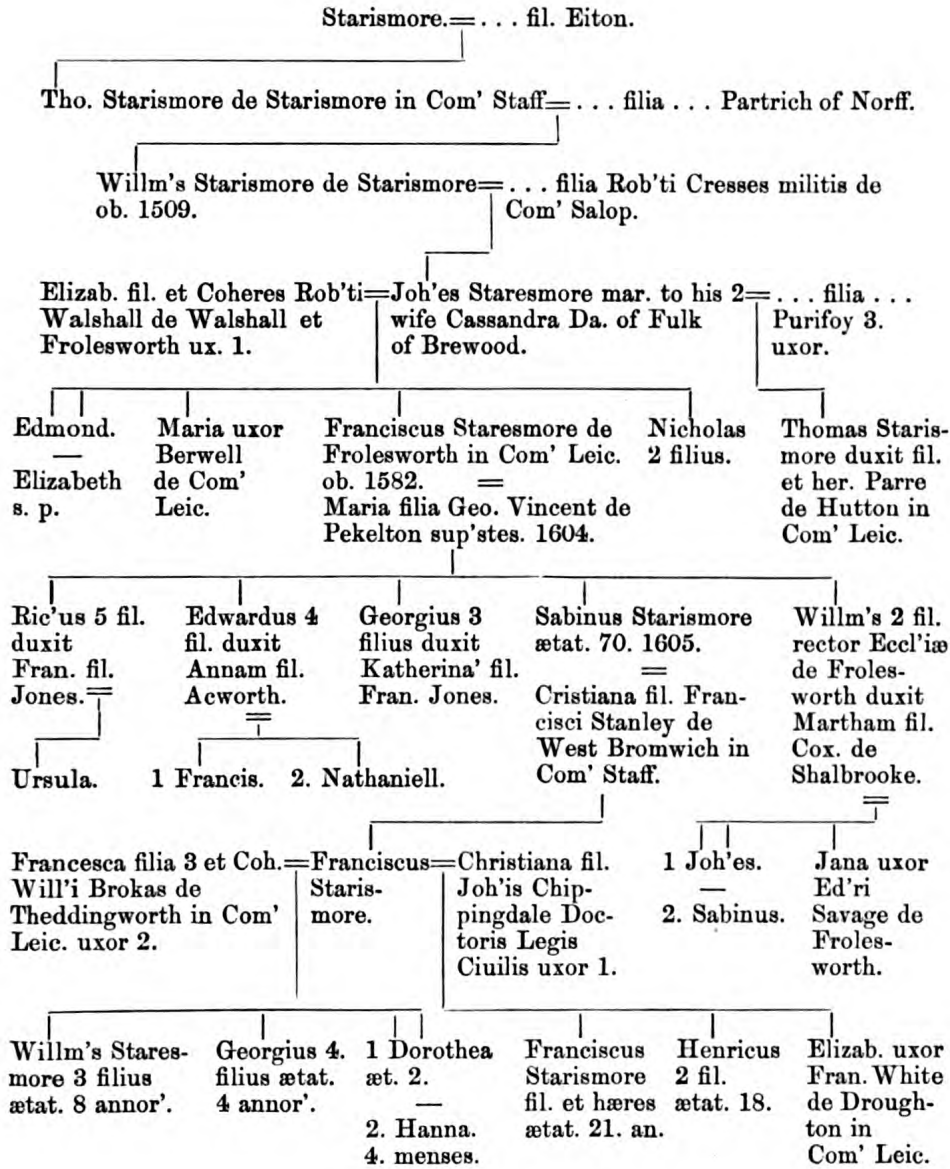 Starismore.=. . . fil. Eiton.
Tho. Starismore de Starismore in Com' Staff=. . . filia . . . Partrich of Norff.
Willm's Starismore de Starismore=. . . filia Rob'ti Cresses militis de
ob. 1509.
Com' Salop.
Elizab. fil. et Coheres Rob'ti=Joh'es Staresmore mar. to his 2=. . . filia . . .
Walshall de Walshall et
Frolesworth ux. 1.
wife Cassandra Da. of Fulk
of Brewood.
Purifoy 3.
uxor.
Edmond.
—
Elizabeth
s. p.
Maria uxor
Berwell
de Com'
Leic.
Franciscus Staresmore de
Frolesworth in Com' Leic.
ob. 1582. =
Maria filia Geo. Vincent de
Pekelton sup'stes. 1604.
Nicholas
2 filius.
Thomas Staris-
more duxit fil.
et her. Parre
de Hutton in
Com' Leic.
Ric'us 5 fil.
duxit
Fran. fil.
Jones.=
Edwardus 4
fil. duxit
Annam fil.
Acworth.
=
Georgius 3
filius duxit
Katherina' fil.
Fran. Jones.
Sabinus Starismore
ætat. 70. 1605.
=
Cristiana fil. Fran-
cisci Stanley de
West Bromwich in
Com' Staff.
Willm's 2 fil.
rector Eccl'iæ
de Froles-
worth duxit
Martham fil.
Cox. de
Shalbrooke.
=
Ursula.
1 Francis.
2. Nathaniell.
Francesca filia 3 et Coh.=Franciscus=Christiana fil.
Will'i Brokas de
Theddingworth in Com'
Leic. uxor 2.
Staris-
more.
Joh'is Chip-
pingdale Doc-
toris Legis
Ciuilis uxor 1.
1 Joh'es.
—
2. Sabinus.
Jana uxor
Ed'ri
Savage de
Froles-
worth.
Willm's Stares-
more 3 filius
ætat. 8 annor'.
Georgius 4.
filius ætat.
4 annor'.
1 Dorothea
æt. 2.
—
2. Hanna.
4. menses.
Franciscus
Starismore
fil. et hæres
ætat. 21. an.
Henricus
2 fil.
ætat. 18.
Elizab. uxor
Fran. White
de Drough-
ton in
Com' Leic.